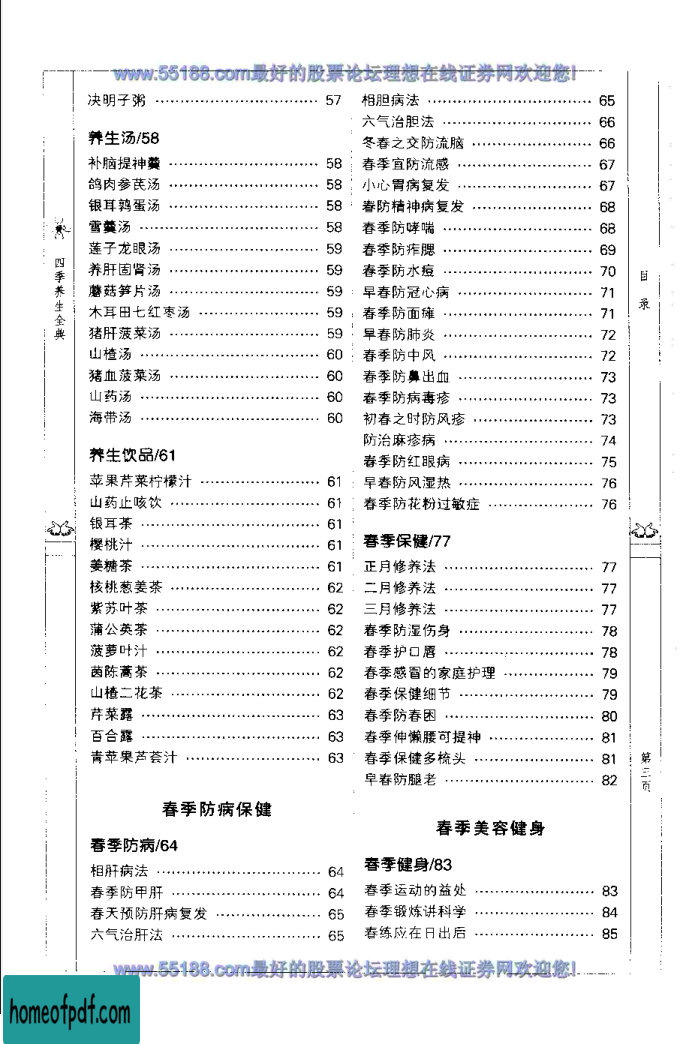 www.55188.com最好的股票论坛理想在线证券网欢迎您!
决明子粥 57
养生汤/58
补脑提神羹 58
鸽肉参芪汤 58
银耳鹑蛋汤 58
雪羹汤 58
莲子龙眼汤 59
养肝固肾汤 59
蘑菇笋片汤 59
木耳田七红枣汤 59
猪肝菠菜汤 59
山楂汤 60
猪血菠菜汤 60
山药汤 60
海带汤 60
养生饮品/61
苹果芹菜柠檬汁 61
山药止咳饮 61
银耳茶 61
樱桃汁 61
姜糖茶 61
核桃葱姜茶 62
紫苏叶茶 62
蒲公英茶 62
菠萝叶汁 62
茵陈蒿茶 62
山楂二花茶 62
芹菜露 63
百合露 63
青苹果芦荟汁 63
春季防病保健
春季防病/64
相肝病法 64
春季防甲肝 64
春天预防肝病复发 65
六气治肝法 65
相胆病法 65
六气治胆法 66
冬春之交防流脑 66
春季宜防流感 67
小心胃病复发 67
春防精神病复发 68
春季防哮喘 68
春季防痄腮 69
春季防水痘 70
早春防冠心病 71
春季防面瘫 71
早春防肺炎 72
春季防中风 72
春季防鼻出血 73
春季防病毒疹 73
初春之时防风疹 73
防治麻疹病 74
春季防红眼病 75
早春防风湿热 76
春季防花粉过敏症 76
春季保健/77
正月修养法 77
二月修养法 77
三月修养法 77
春季防湿伤身 78
春季护口唇 78
春季感冒的家庭护理 79
春季保健细节 79
春季防春困 80
春季伸懒腰可提神 81
春季保健多梳头 81
早春防腿老 82
春季美容健身
春季健身/83
春季运动的益处 83
春季锻炼讲科学 84
春练应在日出后 85
四季养生全典
目录
第三页
www.55188.com最好的股票论坛理想在线证券网欢迎您!
homeofpdf.com